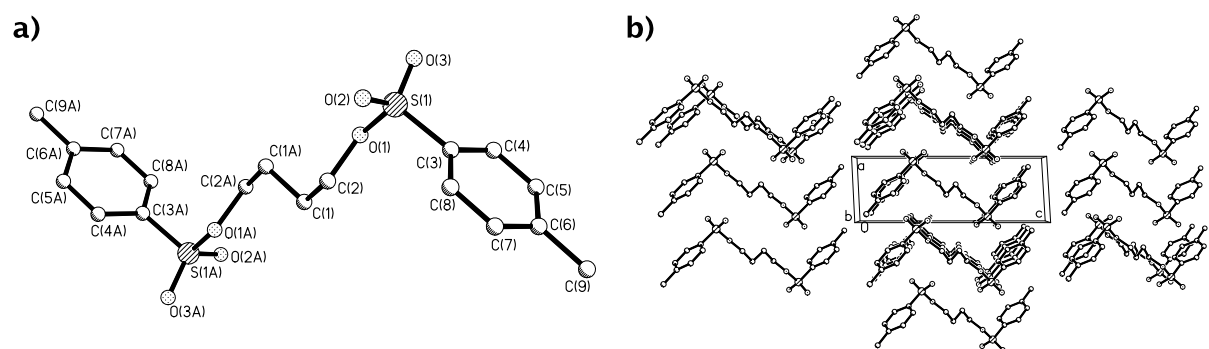 a)
b)
O(3)
O(2)
S(1)
C(9A)
C(7A)
O(1)
C(4)
C(6A)
C(1A)
C(3)
C(8A)
C(2A)
C(2)
C(5)
C(5A)
C(8)
C(6)
C(3A)
C(1)
C(4A)
C(7)
O(1A)
S(1A)
O(2A)
C(9)
O(3A)
a
b
c
0